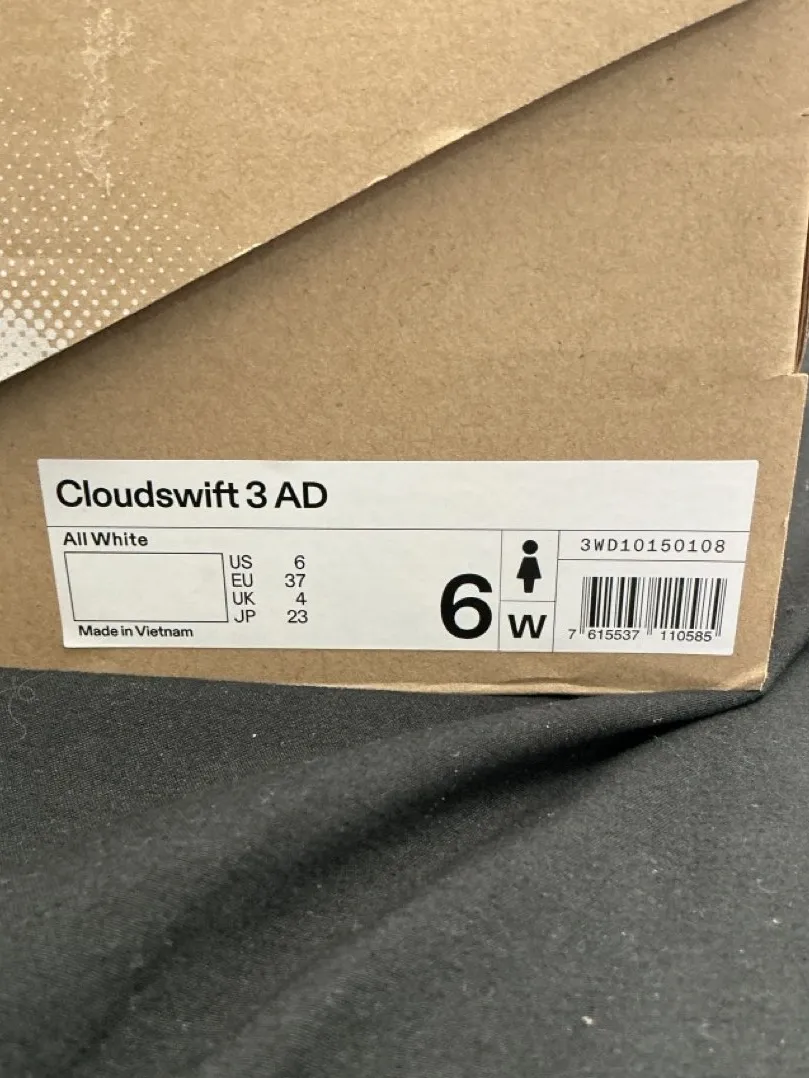 Cloudswift 3 AD
All White
US 6
EU 37
UK 4
JP 23
Made in Vietnam
6
W
3WD10150108
7 615537 110585